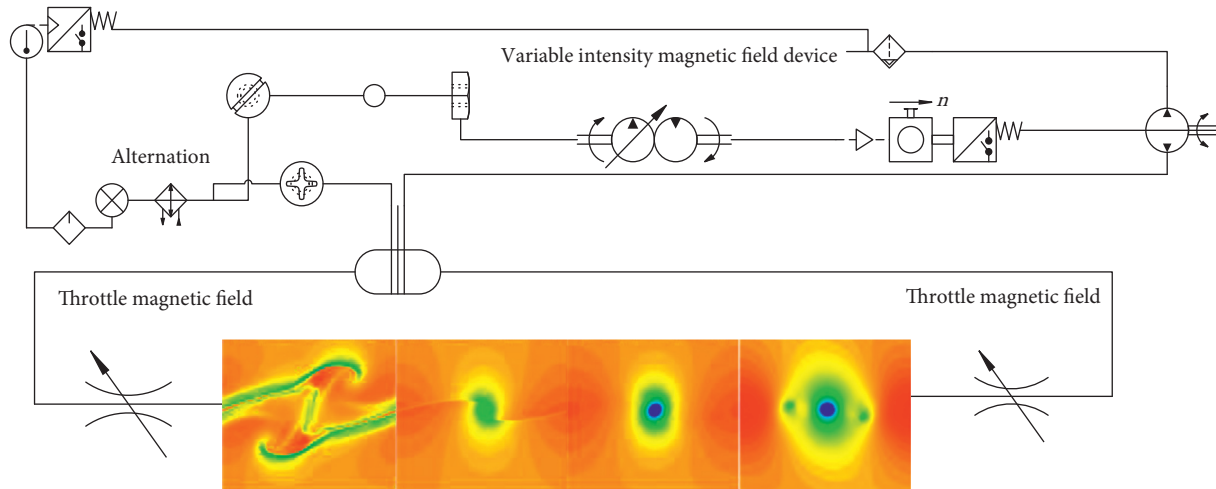 Variable intensity magnetic field device
n
Alternation
Throttle magnetic field
Throttle magnetic field